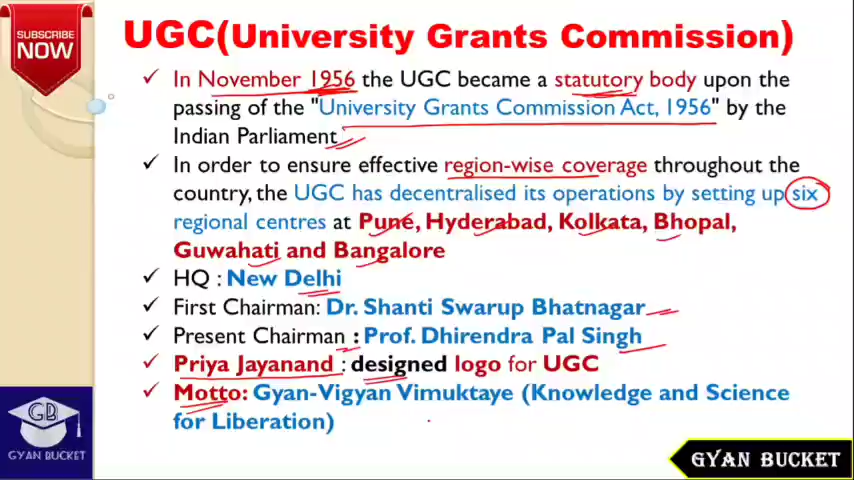 SUBSCRIBE
NOW
UGC(University Grants Commission)
✓ In November 1956 the UGC became a statutory body upon the
passing of the "University Grants Commission Act, 1956" by the
Indian Parliament
✓ In order to ensure effective region-wise coverage throughout the
country, the UGC has decentralised its operations by setting up six
regional centres at Pune, Hyderabad, Kolkata, Bhopal,
Guwahati and Bangalore
✓ HQ : New Delhi
✓ First Chairman: Dr. Shanti Swarup Bhatnagar
✓ Present Chairman : Prof. Dhirendra Pal Singh
✓ Priya Jayanand : designed logo for UGC
✓ Motto: Gyan-Vigyan Vimuktaye (Knowledge and Science
for Liberation)
GB
GYAN BUCKET
GYAN BUCKET